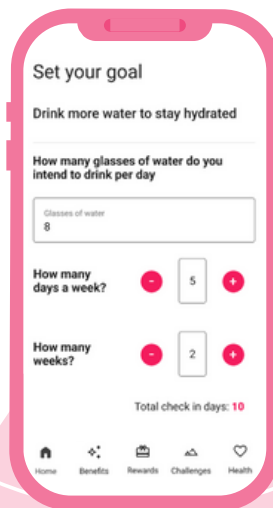 Set your goal
Drink more water to stay hydrated
How many glasses of water do you
intend to drink per day
Glasses of water
8
How many
days a week?
- 5 +
How many
weeks?
- 2 +
Total check in days: 10
Home Benefits Rewards Challenges Health